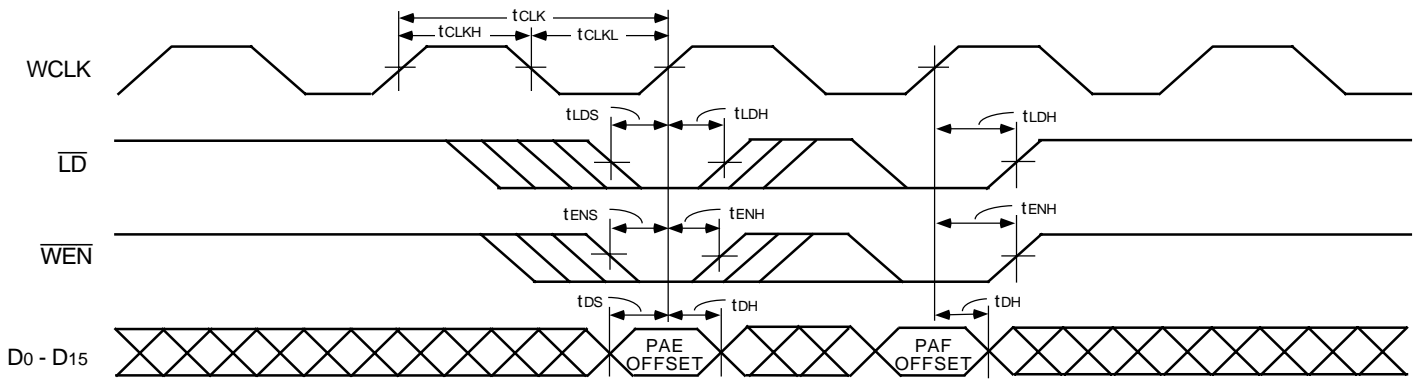 tCLK
tCLKH
tCLKL
WCLK
tLDS
tLDH
tLDH
LD
tENS
tENH
tENH
WEN
tDS
tDH
tDH
D0 - D15
PAE
OFFSET
PAF
OFFSET